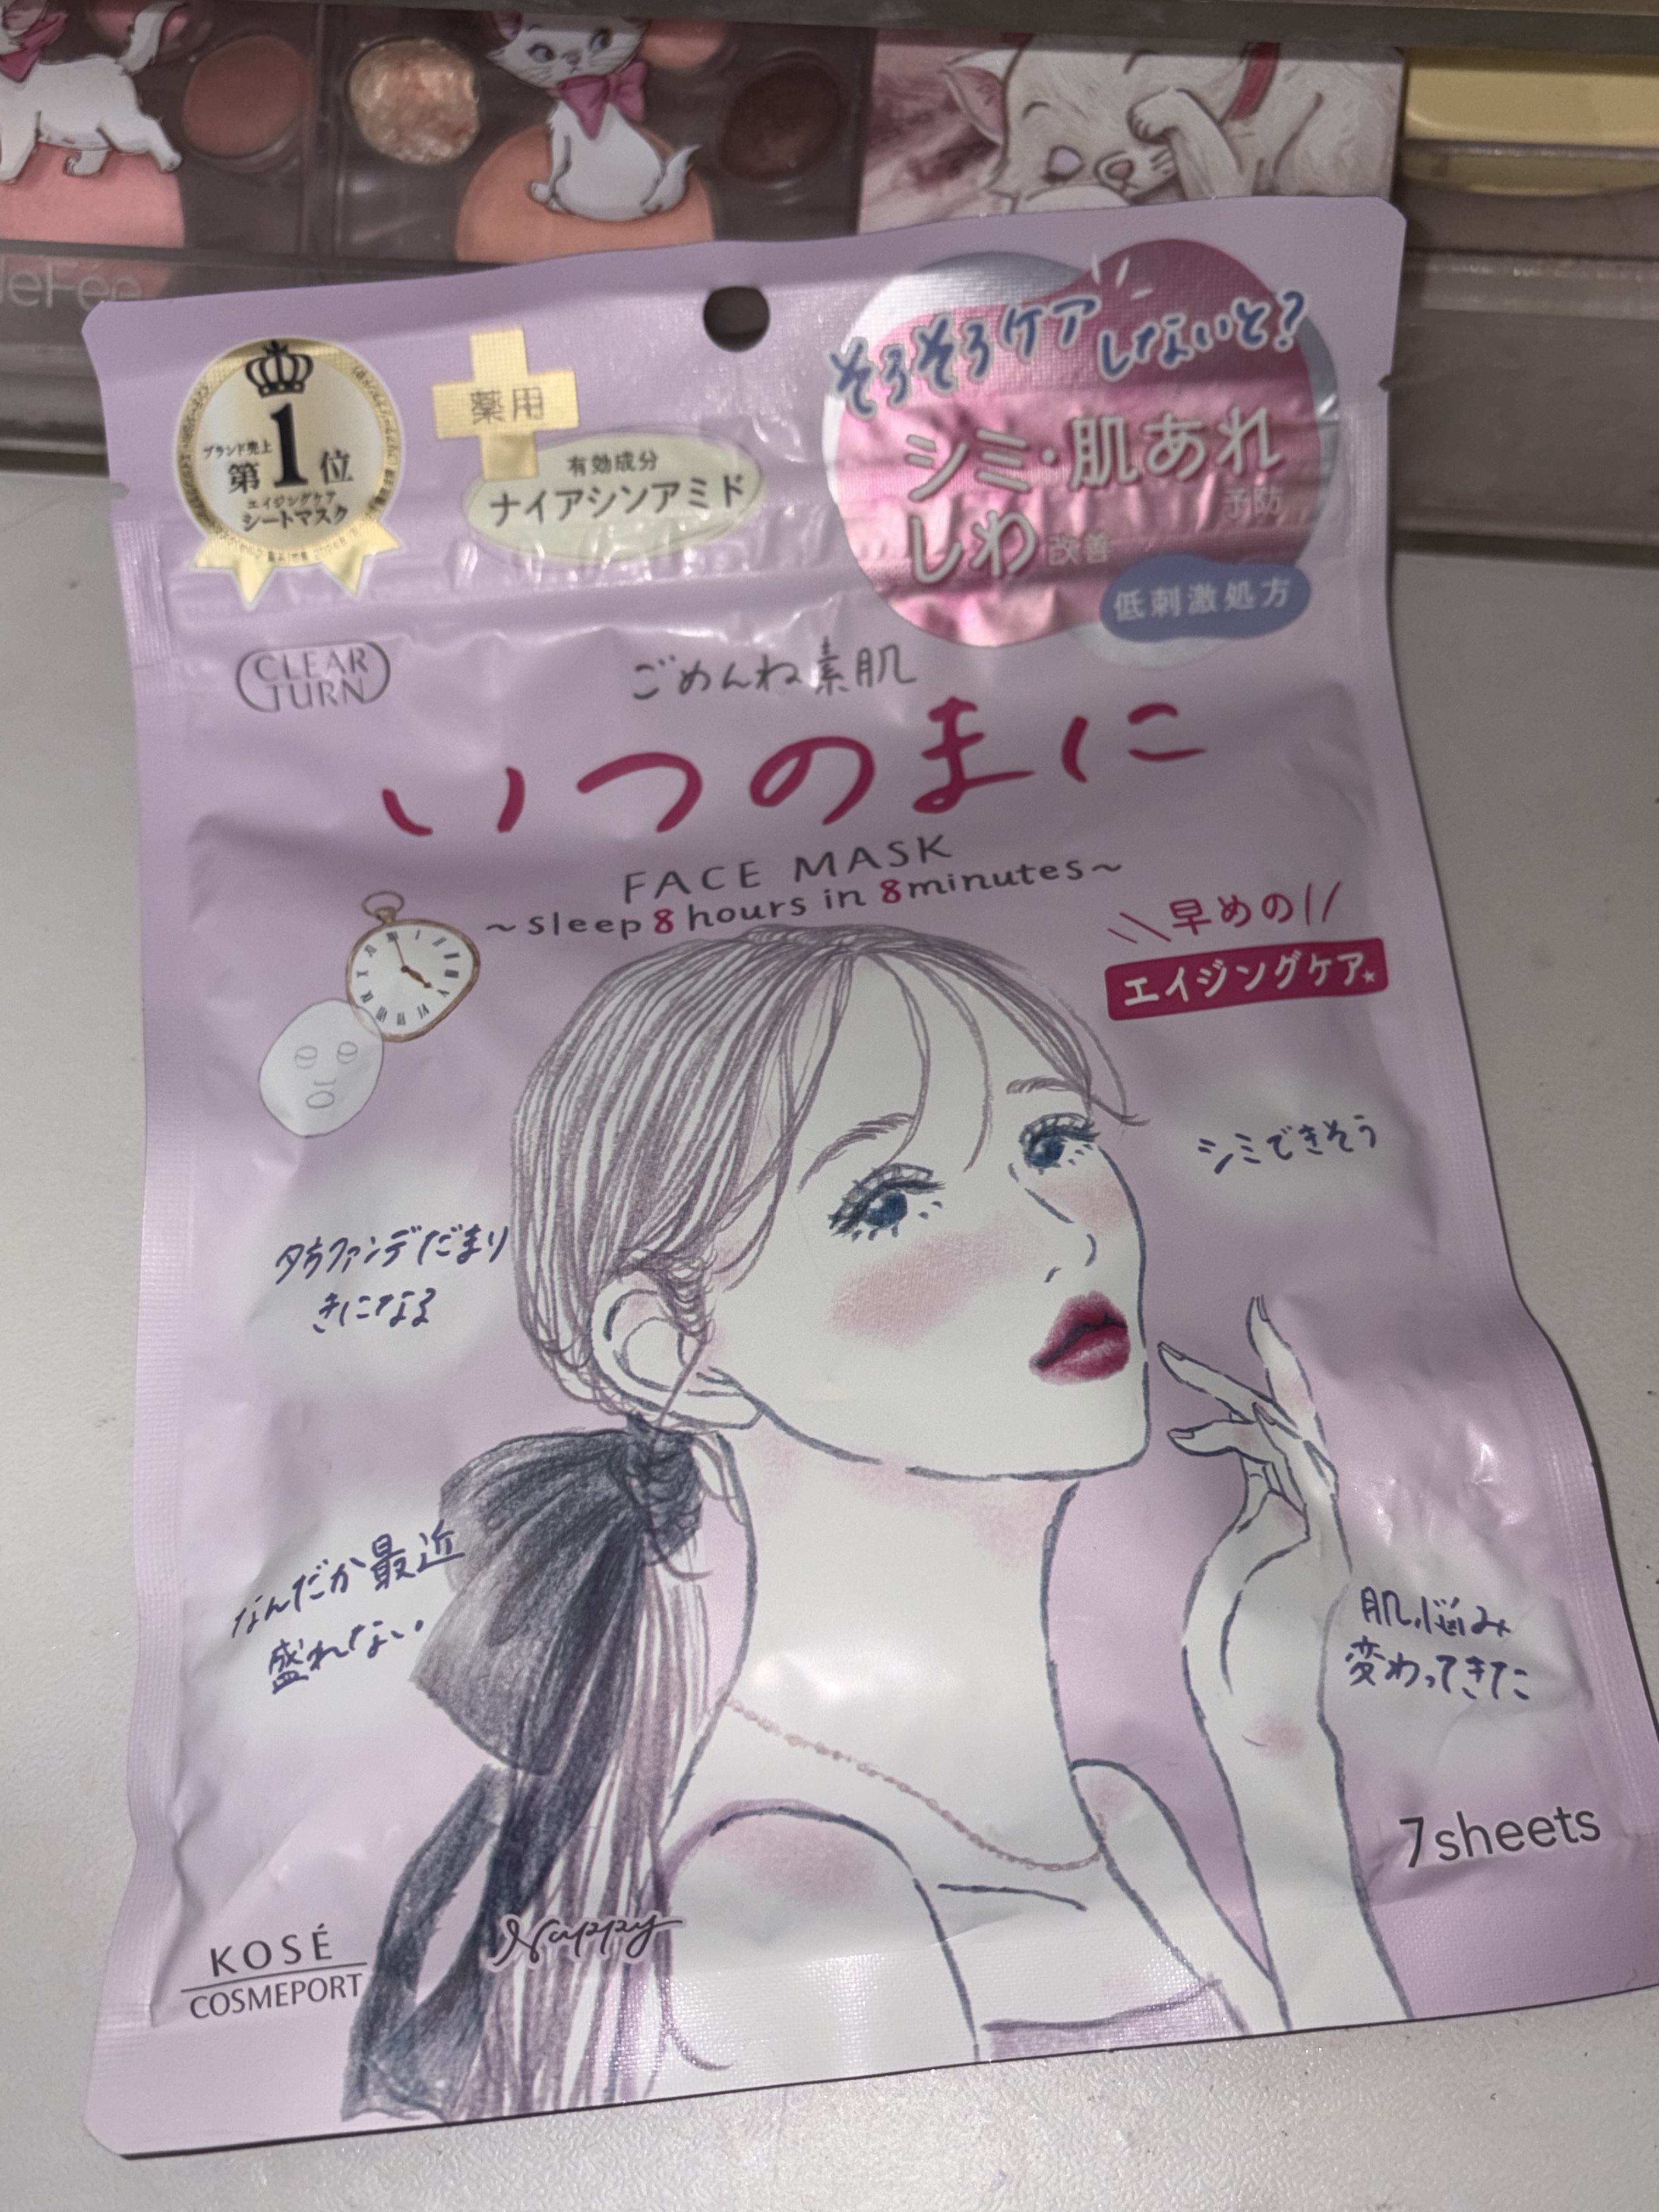 ブランド売上
第1位
エイジングケア
シートマスク
薬用
有効成分
ナイアシンアミド
そろそろケアしないと?
シミ・肌あれ
予防
しわ改善
低刺激処方
CLEAR
TURN
ごめんね素肌
いつのまに
FACE MASK
~sleep 8 hours in 8minutes~
早めの
エイジングケア★
シミできそう
夕方ファンデだまり
きになる
なんだか最近
盛れない
肌悩み
変わってきた
7sheets
Nappy
KOSÉ
COSMEPORT